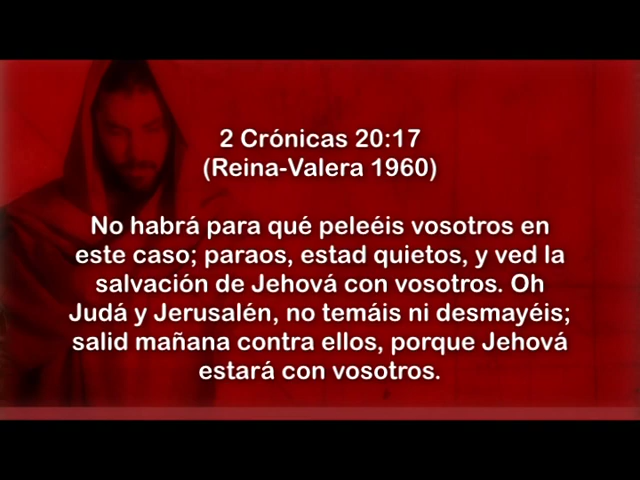 2 Crónicas 20:17
(Reina-Valera 1960)
No habrá para qué peleéis vosotros en
este caso; paraos, estad quietos, y ved la
salvación de Jehová con vosotros. Oh
Judá y Jerusalén, no temáis ni desmayéis;
salid mañana contra ellos, porque Jehová
estará con vosotros.